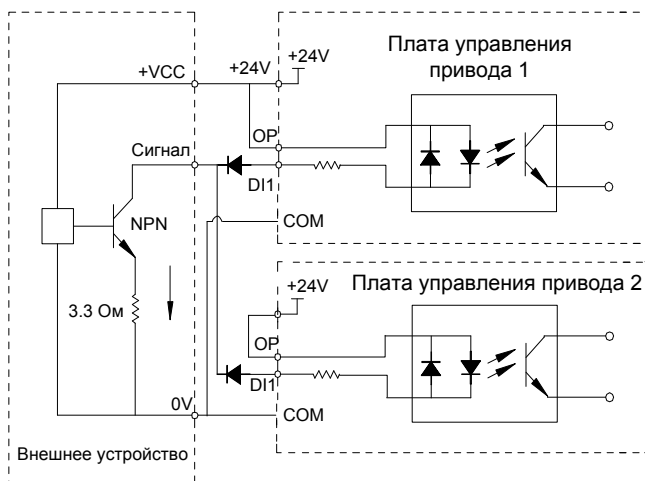 Плата управления
привода 1
+24V
+VCC
+24V
OP
Сигнал
DI1
NPN
COM
3.3 Ом
Плата управления привода 2
+24V
OP
DI1
0V
COM
Внешнее устройство